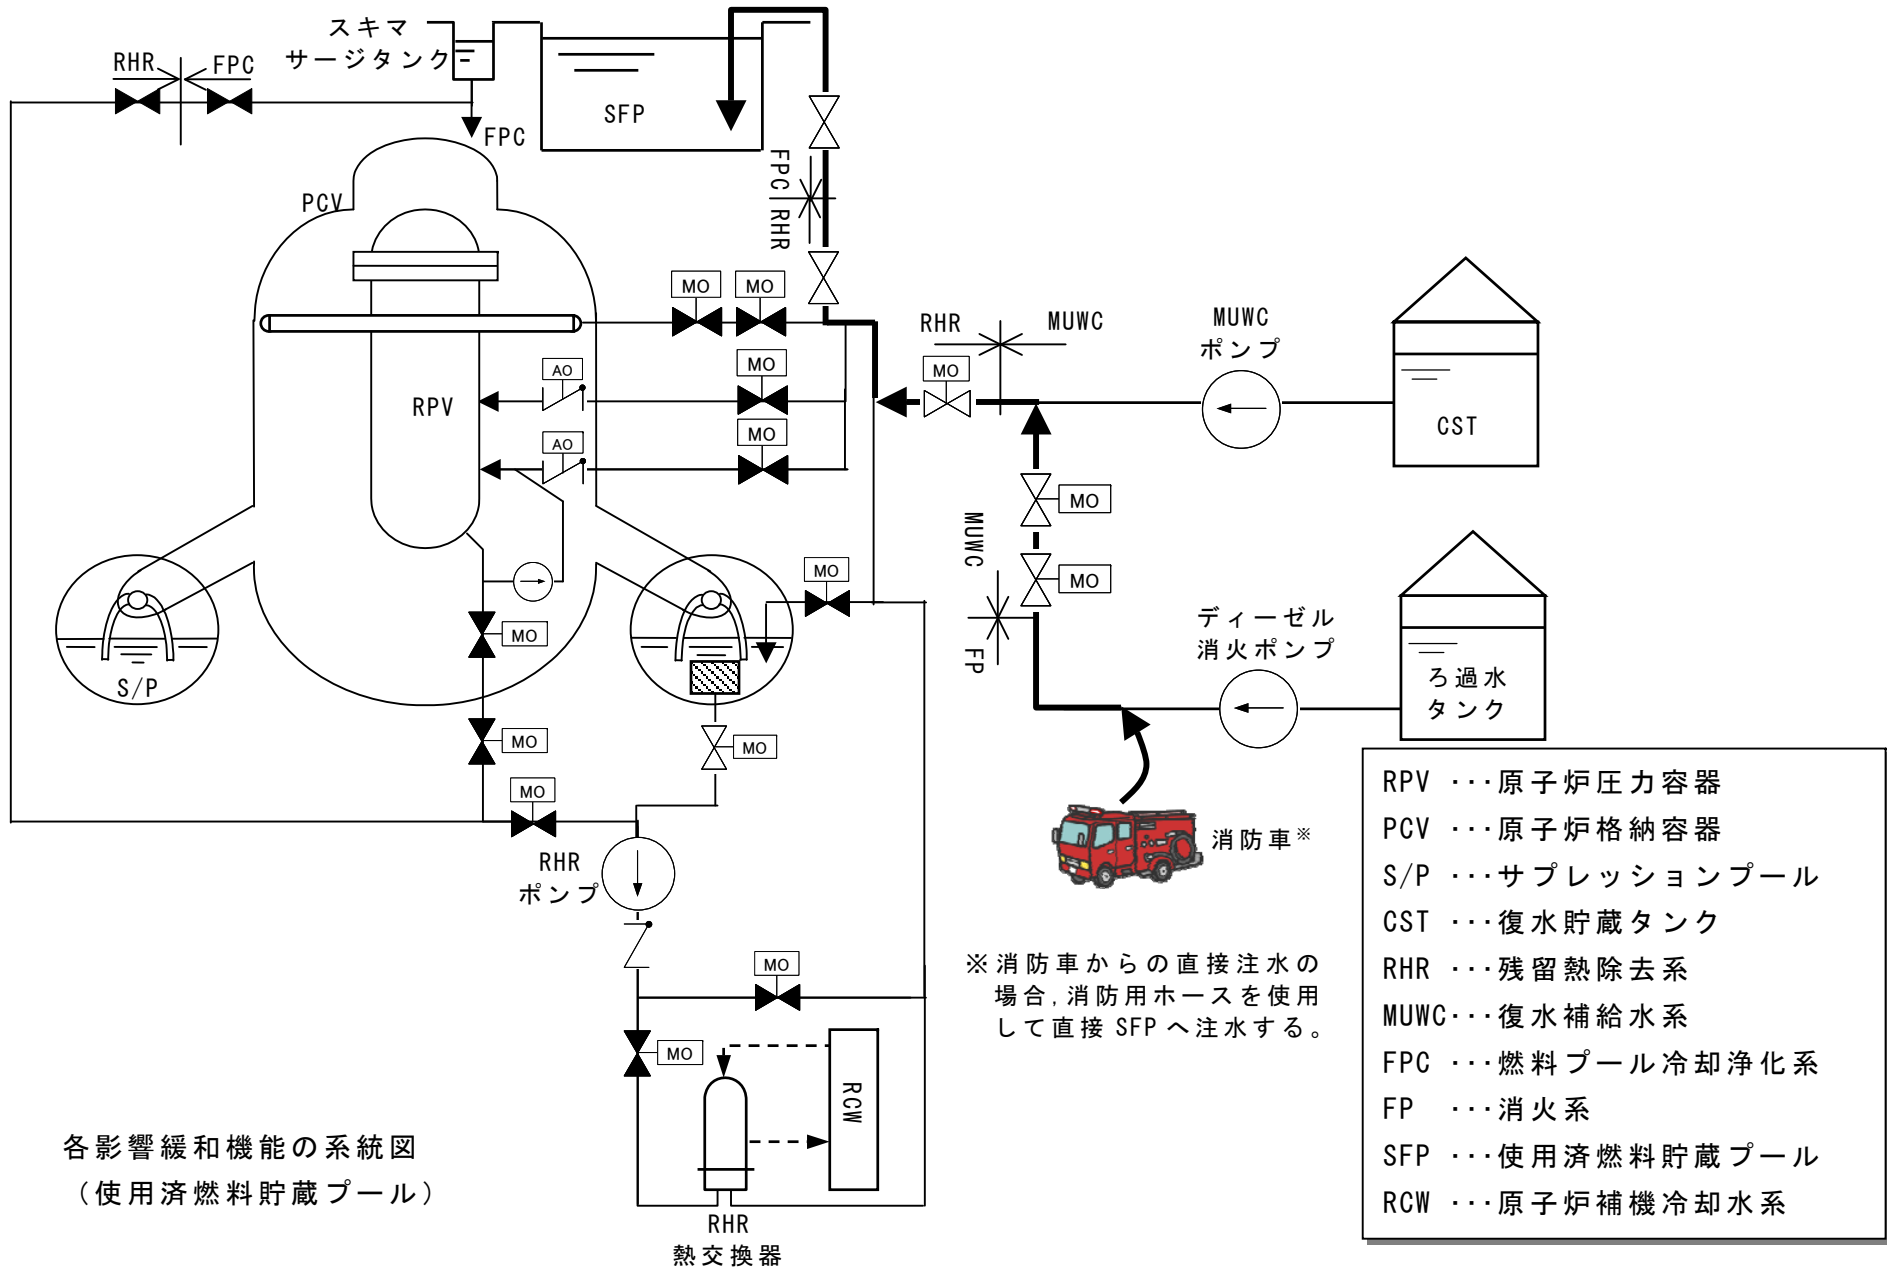 スキマ
サージタンク
RHR
FPC
FPC
SFP
FPC
RHR
PCV
RPV
MO
MO
AO
MO
AO
MO
RHR
MUWC
MO
MUWC
ポンプ
CST
MO
MO
MUWC
FP
ディーゼル
消火ポンプ
ろ過水
タンク
消防車※
S/P
MO
MO
MO
MO
MO
RHR
ポンプ
MO
MO
RCW
RHR
熱交換器
※消防車からの直接注水の
場合,消防用ホースを使用
して直接 SFP へ注水する。
RPV ···原子炉圧力容器
PCV ···原子炉格納容器
S/P ···サプレッションプール
CST ···復水貯蔵タンク
RHR ···残留熱除去系
MUWC···復水補給水系
FPC ···燃料プール冷却浄化系
FP ···消火系
SFP ···使用済燃料貯蔵プール
RCW ···原子炉補機冷却水系
各影響緩和機能の系統図
（使用済燃料貯蔵プール）